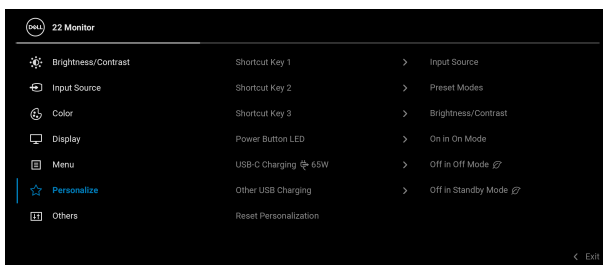 DELL 22 Monitor
Brightness/Contrast Shortcut Key 1 > Input Source
Input Source Shortcut Key 2 > Preset Modes
Color Shortcut Key 3 > Brightness/Contrast
Display Power Button LED > On in On Mode
Menu USB-C Charging 65W > Off in Off Mode
Personalize Other USB Charging > Off in Standby Mode
Others Reset Personalization
< Exit